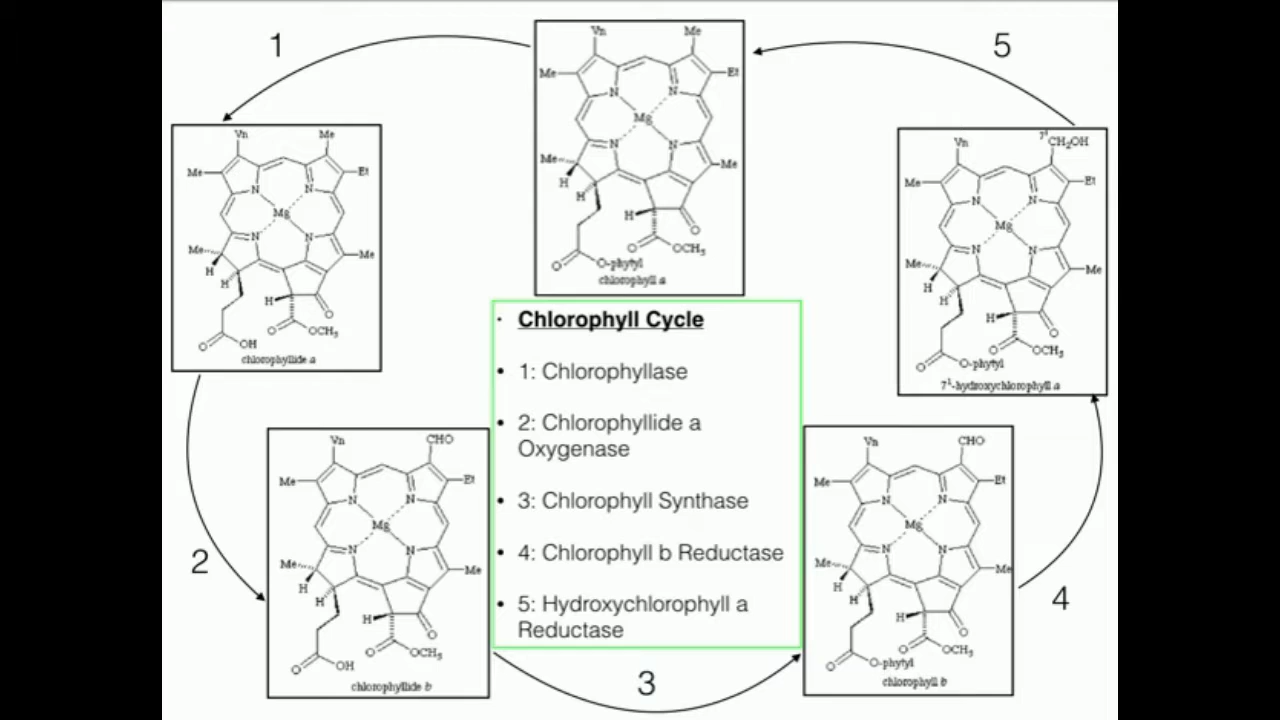 1
5
Vn
Me
Me
Et
N
N
Mg
N
N
Me
Me
H
H
H
O
O
OCH₃
O
O-phytyl
chlorophyll a
Vn
Me
Me
Et
N
N
Mg
N
N
Me
Me
H
H
H
O
O
OCH₃
O
OH
chlorophyllide a
7¹
Vn
CH₂OH
Me
Et
N
N
Mg
N
N
Me
Me
H
H
H
O
O
OCH₃
O
O-phytyl
7¹-hydroxychlorophyll a
• Chlorophyll Cycle
• 1: Chlorophyllase
• 2: Chlorophyllide a
Oxygenase
• 3: Chlorophyll Synthase
• 4: Chlorophyll b Reductase
• 5: Hydroxychlorophyll a
Reductase
2
Vn
CHO
Me
Et
N
N
Mg
N
N
Me
Me
H
H
H
O
O
OCH₃
O
OH
chlorophyllide b
3
Vn
CHO
Me
Et
N
N
Mg
N
N
Me
Me
H
H
H
O
O
OCH₃
O
O-phytyl
chlorophyll b
4